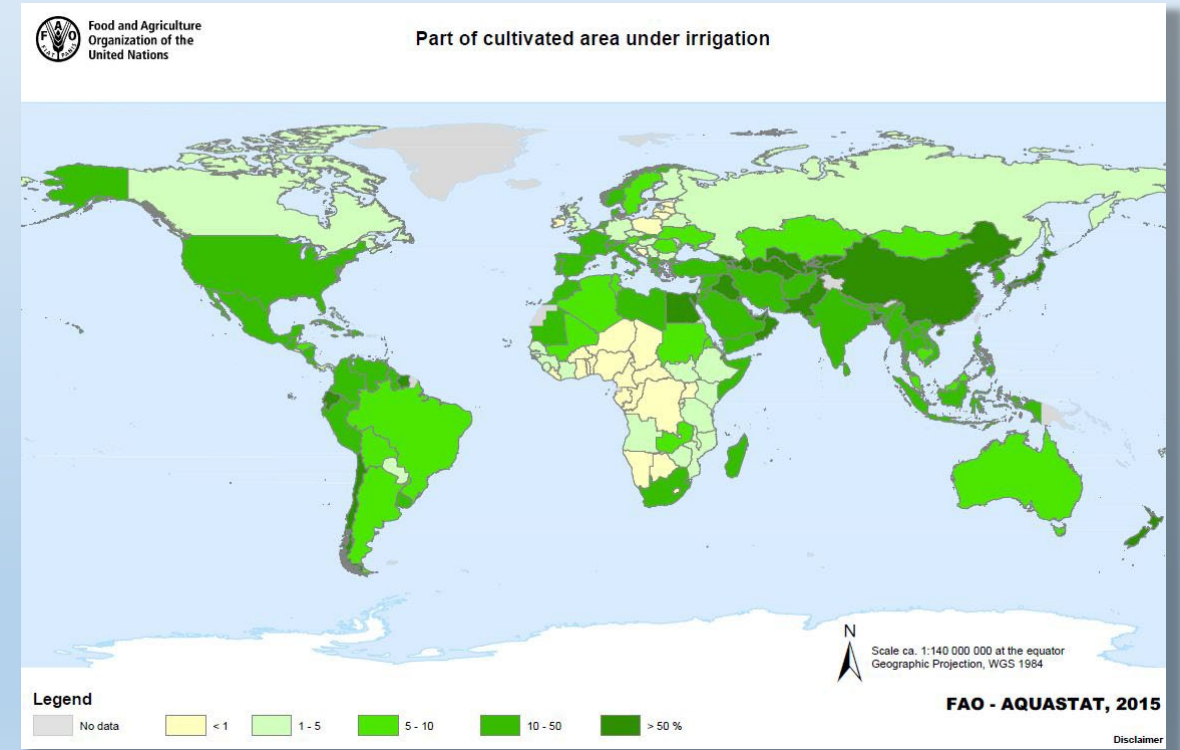 Food and Agriculture
Organization of the
United Nations
Part of cultivated area under irrigation
N
Scale ca. 1:140 000 000 at the equator
Geographic Projection, WGS 1984
Legend
No data
< 1
1 - 5
5 - 10
10 - 50
> 50 %
FAO - AQUASTAT, 2015
Disclaimer